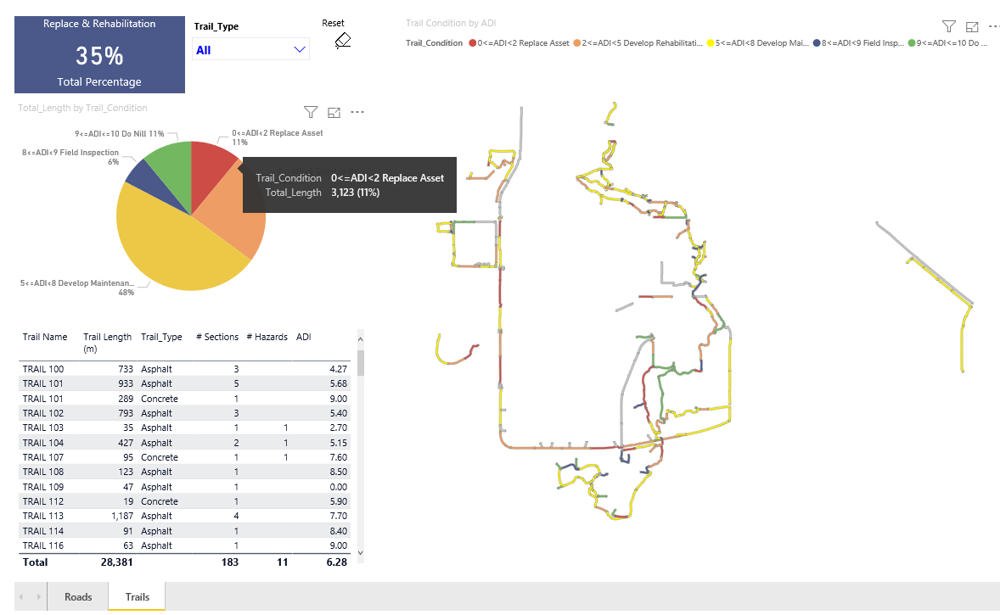 Replace & Rehabilitation
35%
Total Percentage
Trail_Type
All
Reset
Trail Condition by ADI
Trail_Condition 0<=ADI<2 Replace Asset 2<=ADI<5 Develop Rehabilitati... 5<=ADI<8 Develop Mai... 8<=ADI<9 Field Insp... 9<=ADI<=10 Do ...
Total_Length by Trail_Condition
9<=ADI<=10 Do Nill 11%
0<=ADI<2 Replace Asset
11%
8<=ADI<9 Field Inspection
6%
Trail_Condition 0<=ADI<2 Replace Asset
Total_Length 3,123 (11%)
5<=ADI<8 Develop Maintenan...
48%
Trail Name Trail Length (m) Trail_Type # Sections # Hazards ADI
TRAIL 100 733 Asphalt 3 4.27
TRAIL 101 933 Asphalt 5 5.68
TRAIL 101 289 Concrete 1 9.00
TRAIL 102 793 Asphalt 3 5.40
TRAIL 103 35 Asphalt 1 1 2.70
TRAIL 104 427 Asphalt 2 1 5.15
TRAIL 107 95 Concrete 1 1 7.60
TRAIL 108 123 Asphalt 1 8.50
TRAIL 109 47 Asphalt 1 0.00
TRAIL 112 19 Concrete 1 5.90
TRAIL 113 1,187 Asphalt 4 7.70
TRAIL 114 91 Asphalt 1 8.40
TRAIL 116 63 Asphalt 1 9.00
Total 28,381 183 11 6.28
Roads Trails